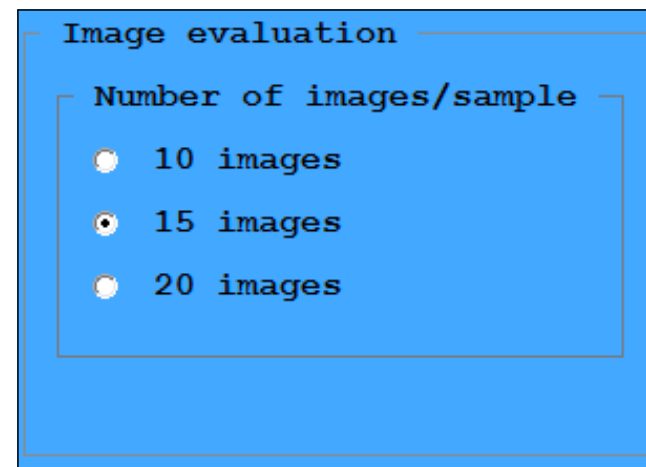 Image evaluation
Number of images/sample
10 images
15 images
20 images